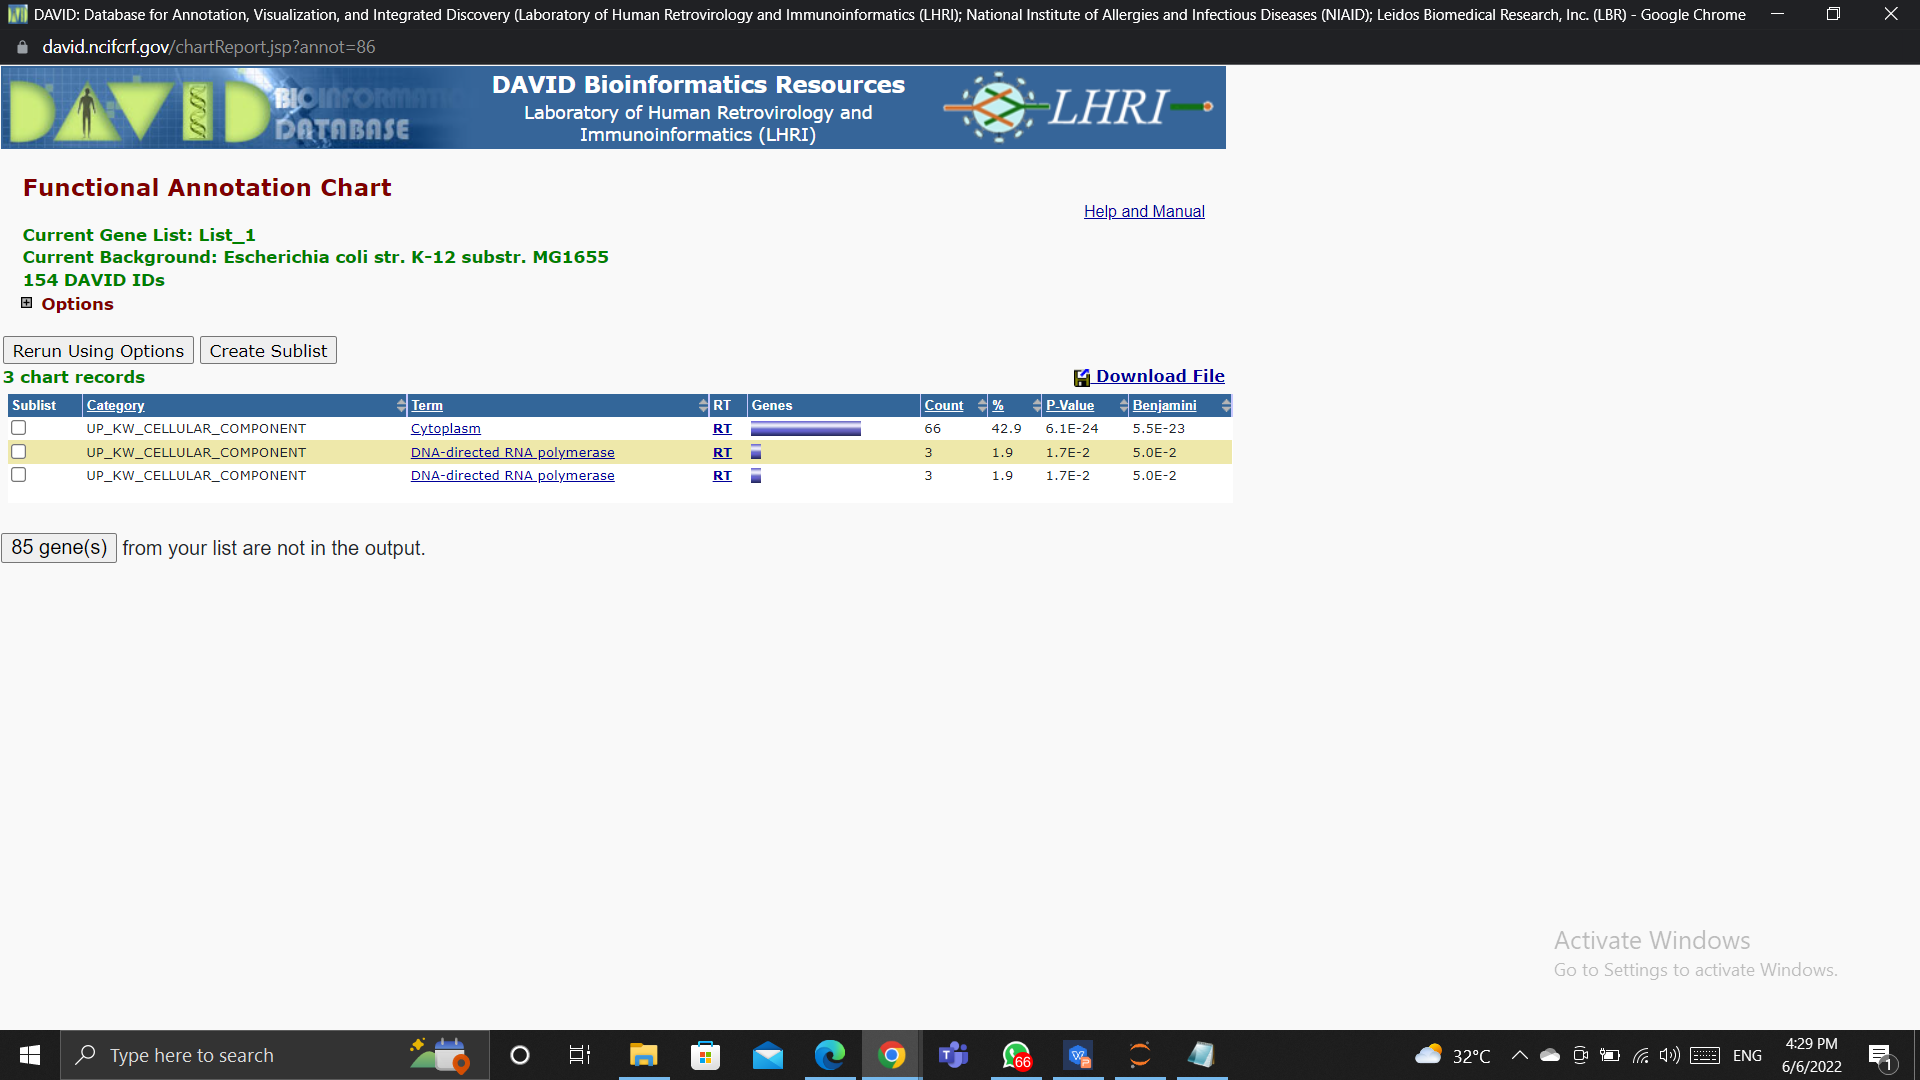 DAVID: Database for Annotation, Visualization, and Integrated Discovery (Laboratory of Human Retrovirology and Immunoinformatics (LHRI); National Institute of Allergies and Infectious Diseases (NIAID); Leidos Biomedical Research, Inc. (LBR) - Google Chrome
david.ncifcrf.gov/chartReport.jsp?annot=86
DAVID BIOINFORMATICS DATABASE
DAVID Bioinformatics Resources
Laboratory of Human Retrovirology and
Immunoinformatics (LHRI)
LHRI
Functional Annotation Chart
Help and Manual
Current Gene List: List_1
Current Background: Escherichia coli str. K-12 substr. MG1655
154 DAVID IDs
Options
Rerun Using Options Create Sublist
3 chart records Download File
Sublist Category Term RT Genes Count % P-Value Benjamini
UP_KW_CELLULAR_COMPONENT Cytoplasm RT 66 42.9 6.1E-24 5.5E-23
UP_KW_CELLULAR_COMPONENT DNA-directed RNA polymerase RT 3 1.9 1.7E-2 5.0E-2
UP_KW_CELLULAR_COMPONENT DNA-directed RNA polymerase RT 3 1.9 1.7E-2 5.0E-2
85 gene(s) from your list are not in the output.
Activate Windows
Go to Settings to activate Windows.
Type here to search 66 32°C ENG 4:29 PM
6/6/2022 1